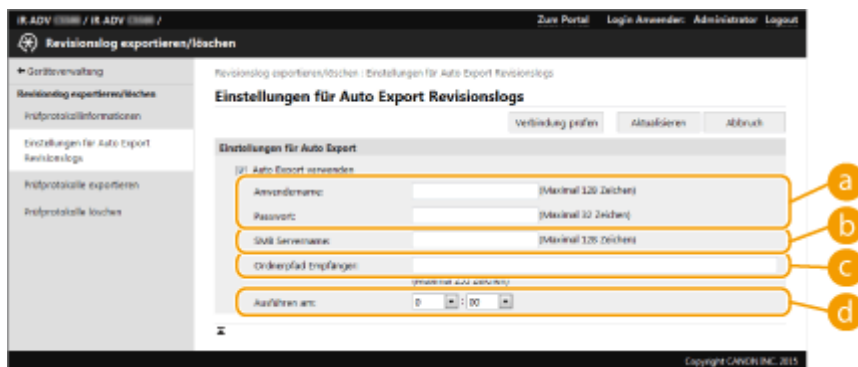 iR-ADV / iR-ADV / Zum Portal Login Anwender: Administrator Logout
Revisionslog exportieren/löschen
Geräteverwaltung
Revisionslog exportieren/löschen : Einstellungen für Auto Export Revisionslogs
Revisionslog exportieren/löschen
Einstellungen für Auto Export Revisionslogs
Prüfprotokollinformationen
Verbindung prüfen Aktualisieren Abbruch
Einstellungen für Auto Export Revisionslogs
Einstellungen für Auto Export
Auto Export verwenden
Prüfprotokolle exportieren
Anwendername: (Maximal 128 Zeichen)
a
Prüfprotokolle löschen
Passwort: (Maximal 32 Zeichen)
SMB Servername: (Maximal 128 Zeichen)
b
Ordnerpfad Empfänger:
c
Ausführen am: 0 : 00
d
Copyright CANON INC. 2015